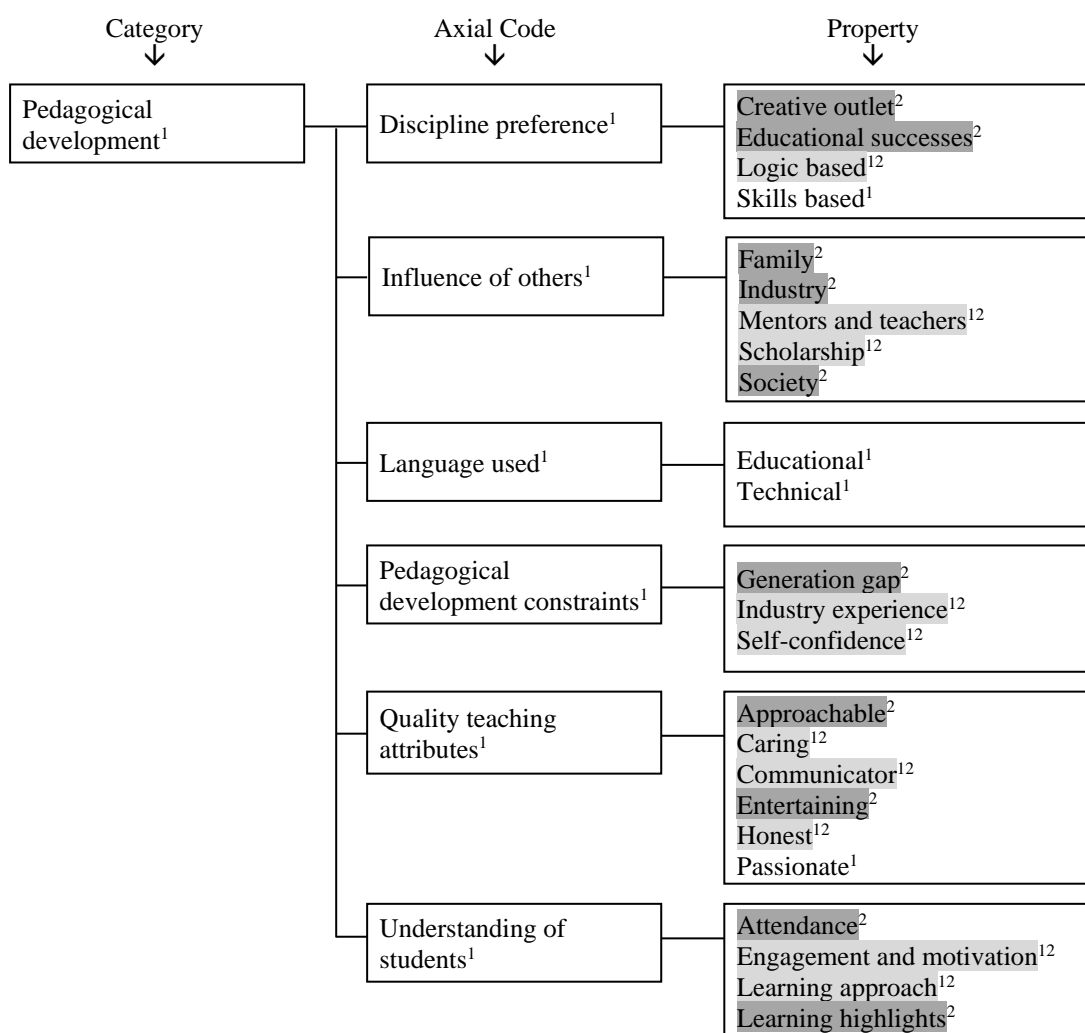 Category Axial Code Property
↓ ↓ ↓
Pedagogical
development¹
Discipline preference¹
Creative outlet²
Educational successes²
Logic based¹²
Skills based¹
Influence of others¹
Family²
Industry²
Mentors and teachers¹²
Scholarship¹²
Society²
Language used¹
Educational¹
Technical¹
Pedagogical
development constraints¹
Generation gap²
Industry experience¹²
Self-confidence¹²
Quality teaching
attributes¹
Approachable²
Caring¹²
Communicator¹²
Entertaining²
Honest¹²
Passionate¹
Understanding of
students¹
Attendance²
Engagement and motivation¹²
Learning approach¹²
Learning highlights²